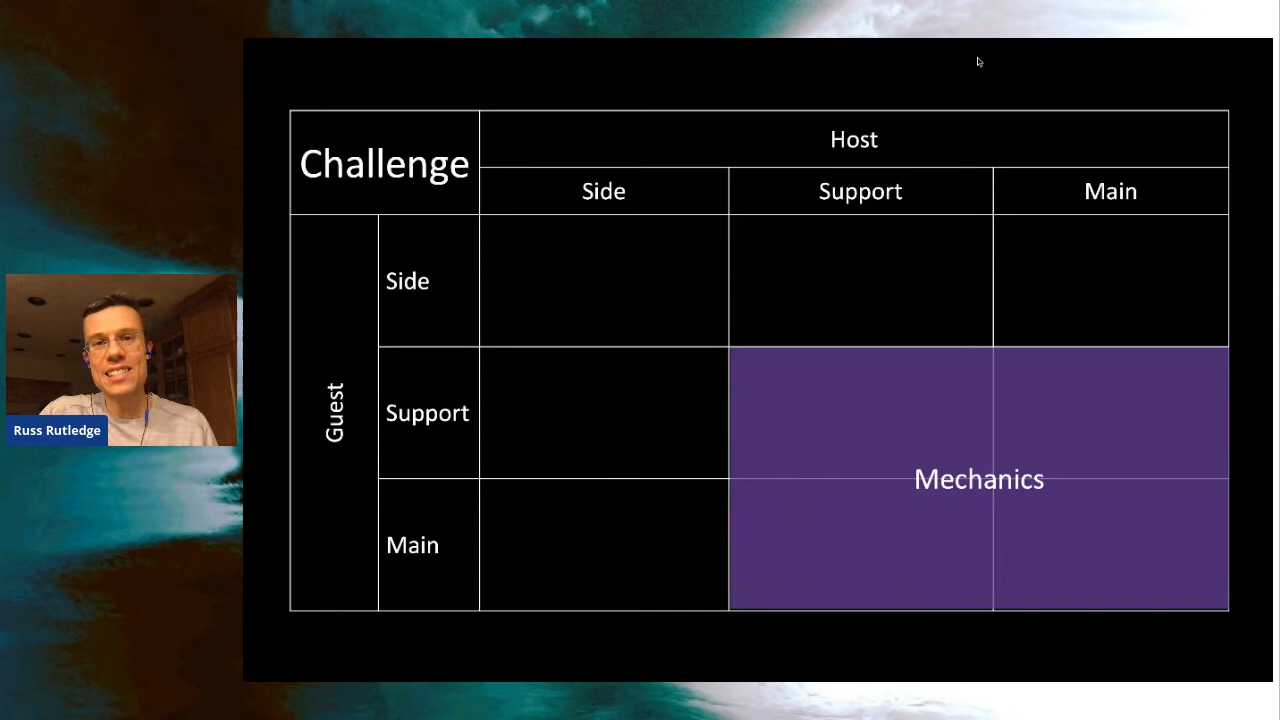 Challenge
Host
Side
Support
Main
Guest
Side
Support
Main
Mechanics
Russ Rutledge